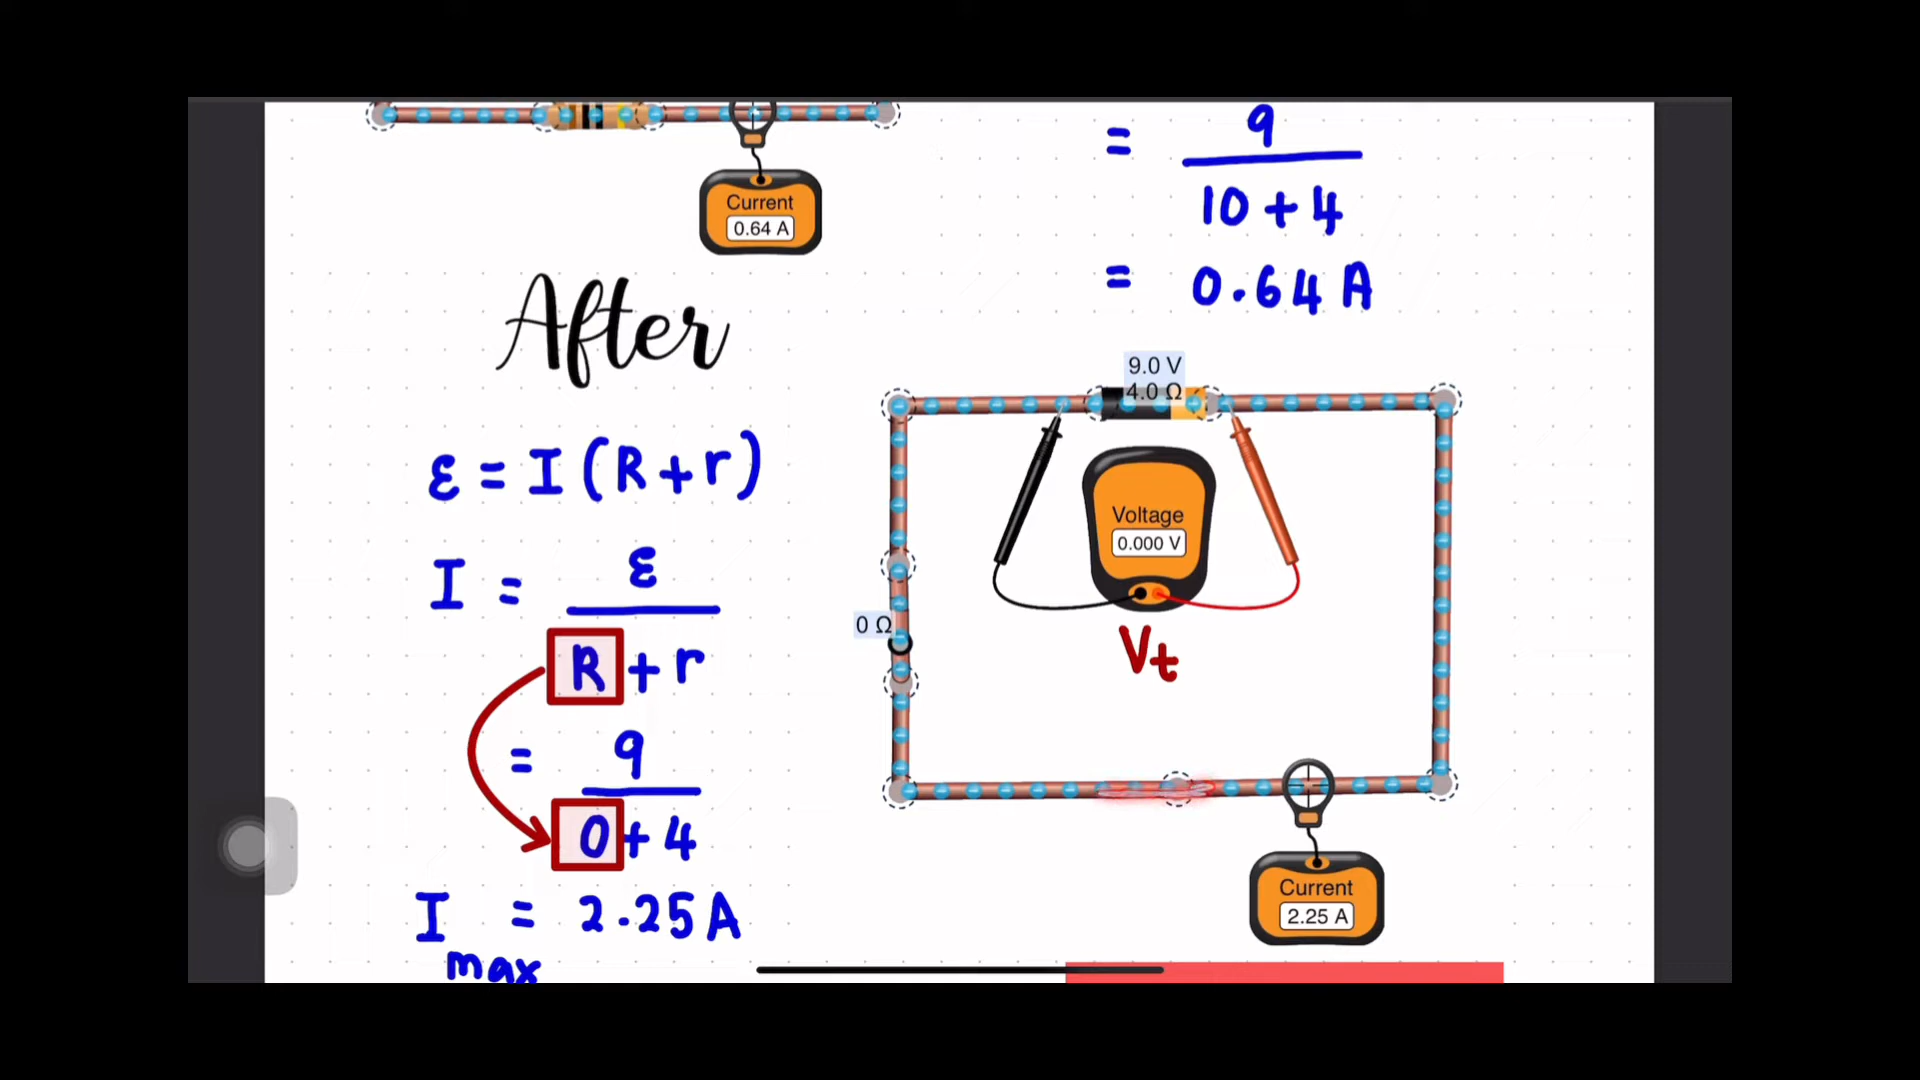 Current
0.64 A
= 9
10 + 4
= 0.64 A
After
ε = I (R + r)
I = ε
R + r
= 9
0 + 4
I max = 2.25 A
9.0 V
4.0 Ω
Voltage
0.000 V
0 Ω
Vt
Current
2.25 A